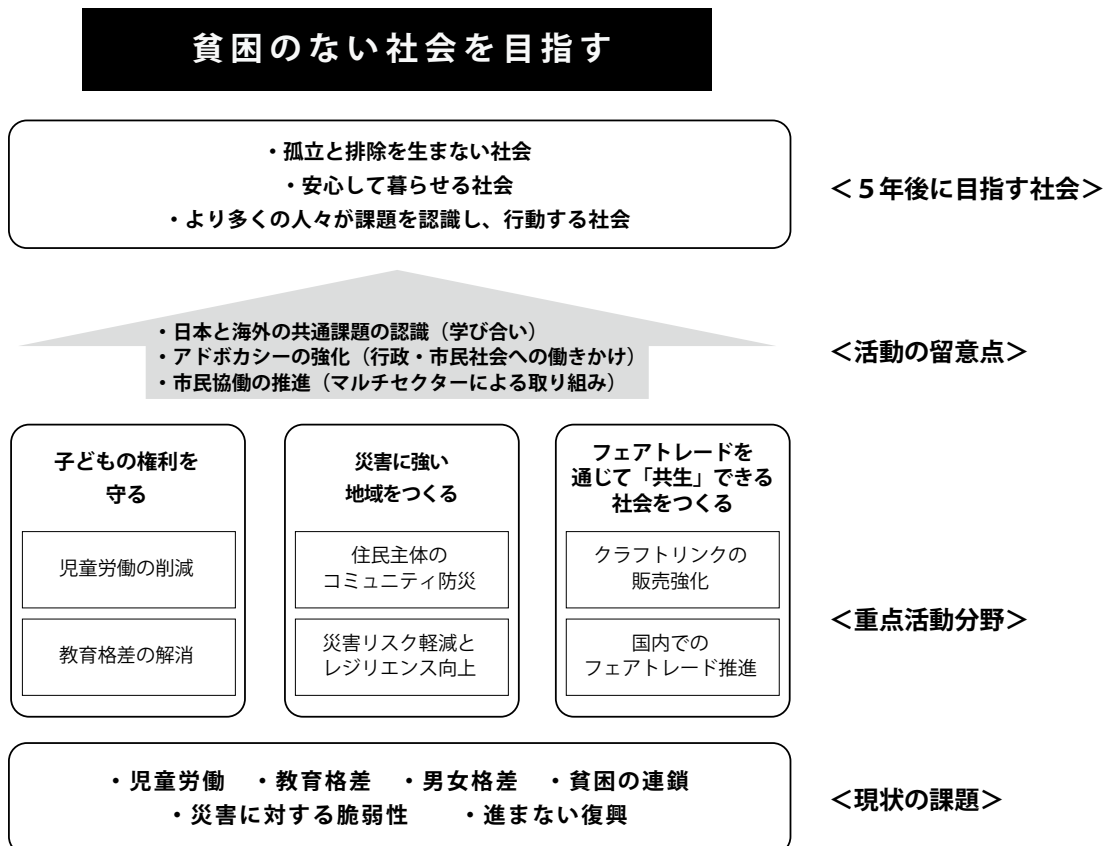 貧困のない社会を目指す
・孤立と排除を生まない社会
・安心して暮らせる社会
・より多くの人々が課題を認識し、行動する社会
＜５年後に目指す社会＞
・日本と海外の共通課題の認識（学び合い）
・アドボカシーの強化（行政・市民社会への働きかけ）
・市民協働の推進（マルチセクターによる取り組み）
＜活動の留意点＞
子どもの権利を
守る
児童労働の削減
教育格差の解消
災害に強い
地域をつくる
住民主体の
コミュニティ防災
災害リスク軽減と
レジリエンス向上
フェアトレードを
通じて「共生」できる
社会をつくる
クラフトリンクの
販売強化
国内での
フェアトレード推進
＜重点活動分野＞
・児童労働　・教育格差　・男女格差　・貧困の連鎖
・災害に対する脆弱性　・進まない復興
＜現状の課題＞